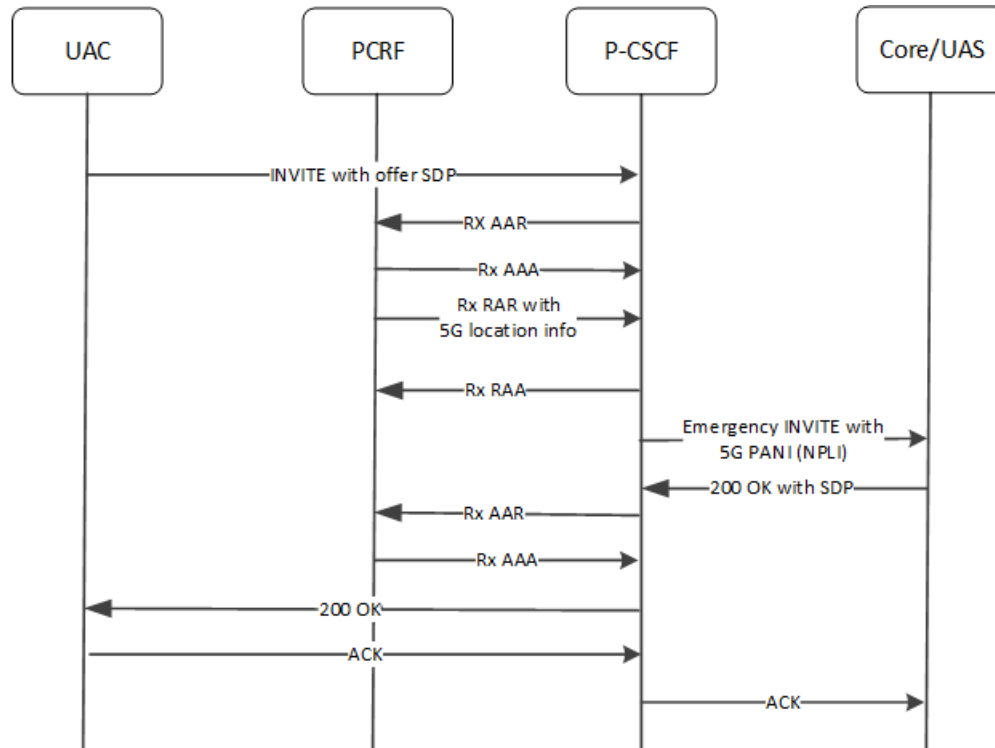 UAC
PCRF
P-CSCF
Core/UAS
INVITE with offer SDP
RX AAR
Rx AAA
Rx RAR with
5G location info
Rx RAA
Emergency INVITE with
5G PANI (NPLI)
200 OK with SDP
Rx AAR
Rx AAA
200 OK
ACK
ACK